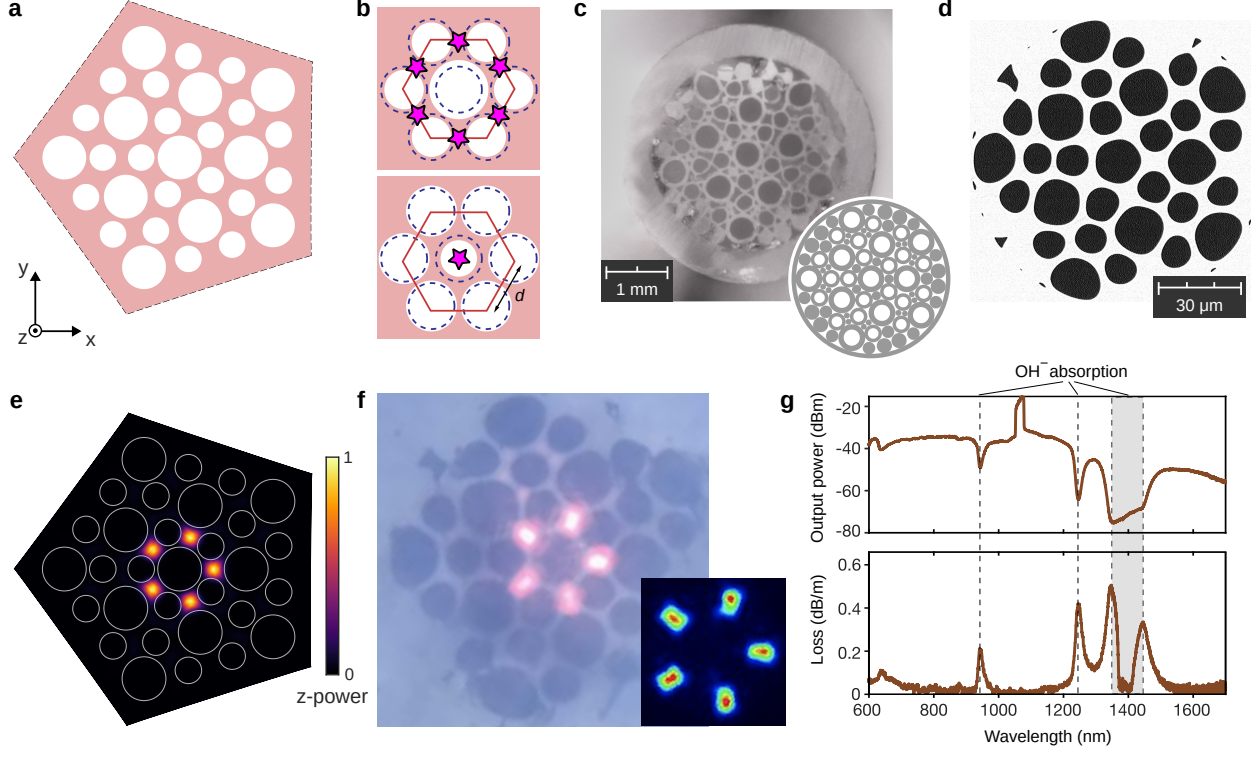 a
b
c
d
y
z
x
d
1 mm
30 µm
e
f
g
1
0
z-power
OH⁻ absorption
Output power (dBm)
-20
-40
-60
-80
Loss (dB/m)
0.6
0.4
0.2
0
600
800
1000
1200
1400
1600
Wavelength (nm)